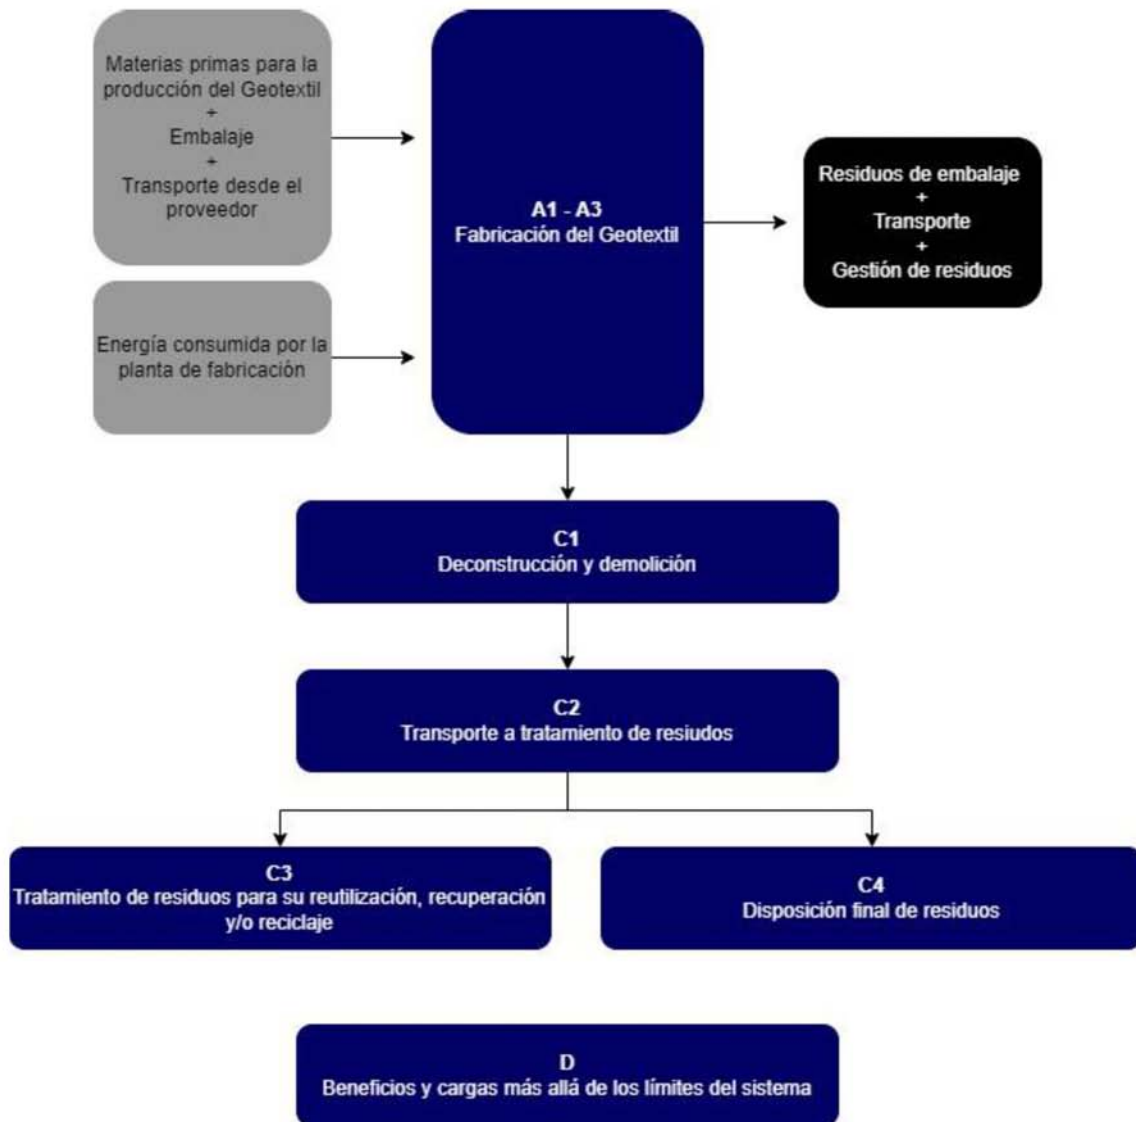 Materias primas para la
producción del Geotextil
+
Embalaje
+
Transporte desde el
proveedor
Energía consumida por la
planta de fabricación
A1 - A3
Fabricación del Geotextil
Residuos de embalaje
+
Transporte
+
Gestión de residuos
C1
Deconstrucción y demolición
C2
Transporte a tratamiento de resiudos
C3
Tratamiento de residuos para su reutilización, recuperación
y/o reciclaje
C4
Disposición final de residuos
D
Beneficios y cargas más allá de los límites del sistema